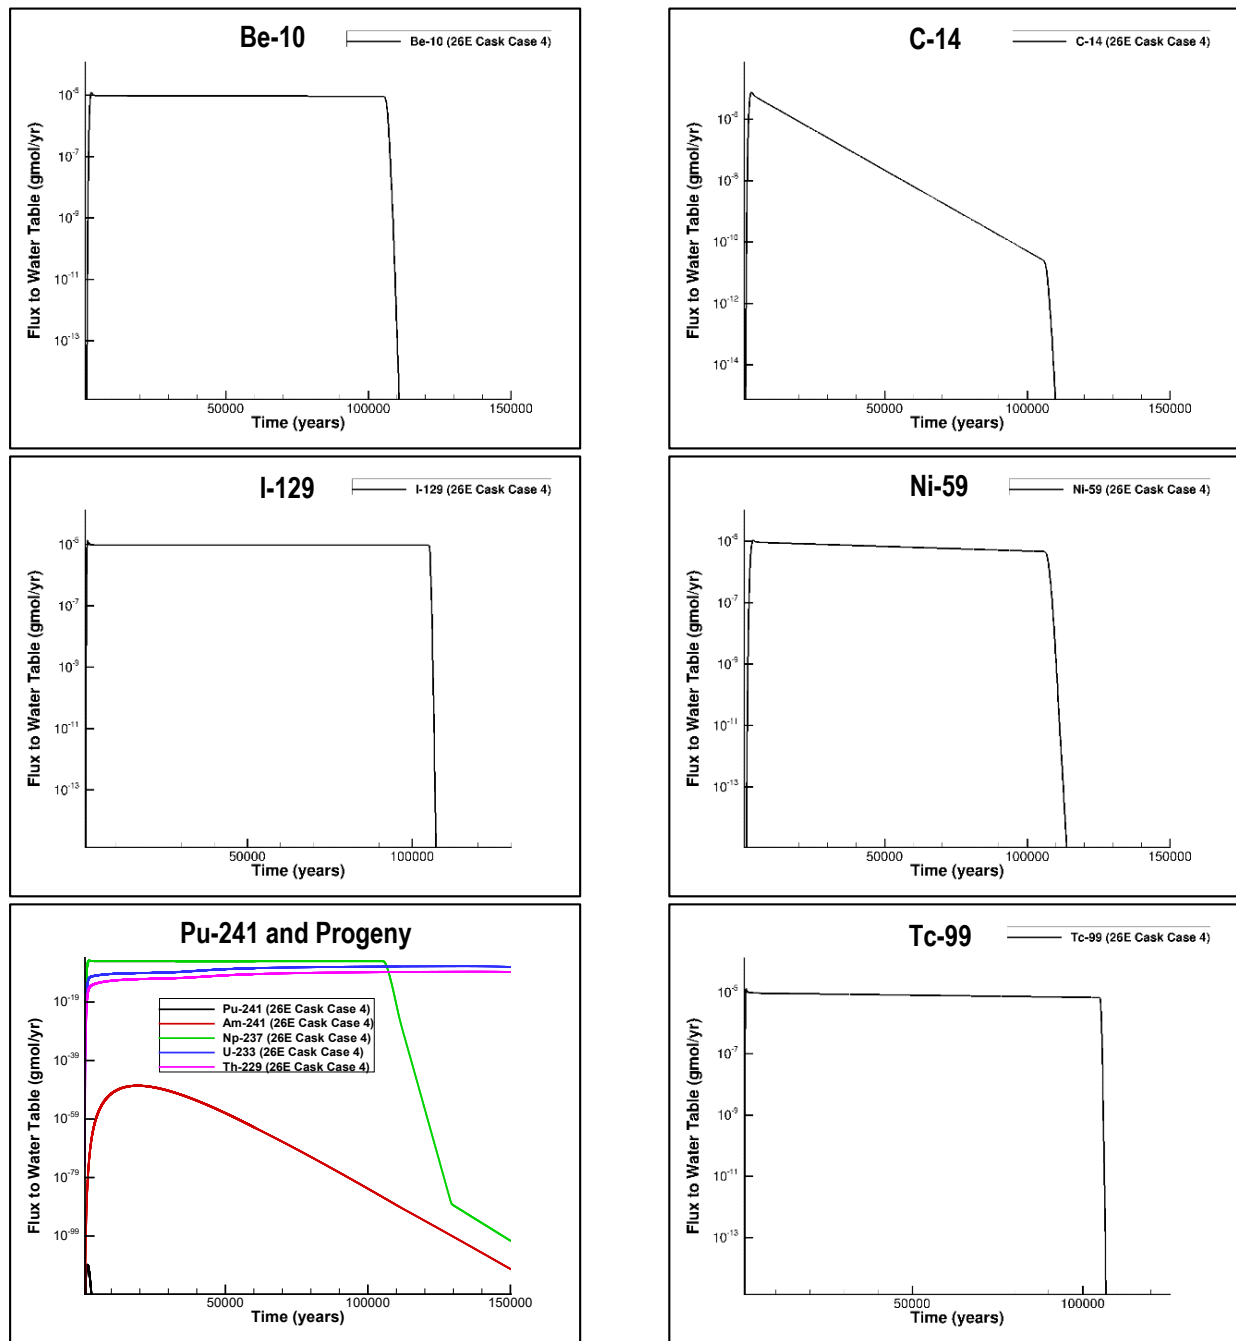 Be-10
Be-10 (26E Cask Case 4)
Flux to Water Table (gmol/yr)
10^-5
10^-7
10^-9
10^-11
10^-13
50000 100000 150000
Time (years)
C-14
C-14 (26E Cask Case 4)
Flux to Water Table (gmol/yr)
10^-6
10^-8
10^-10
10^-12
10^-14
50000 100000 150000
Time (years)
I-129
I-129 (26E Cask Case 4)
Flux to Water Table (gmol/yr)
10^-5
10^-7
10^-9
10^-11
10^-13
50000 100000
Time (years)
Ni-59
Ni-59 (26E Cask Case 4)
Flux to Water Table (gmol/yr)
10^-5
10^-7
10^-9
10^-11
10^-13
50000 100000 150000
Time (years)
Pu-241 and Progeny
Flux to Water Table (gmol/yr)
10^-19
10^-39
10^-59
10^-79
10^-99
Pu-241 (26E Cask Case 4)
Am-241 (26E Cask Case 4)
Np-237 (26E Cask Case 4)
U-233 (26E Cask Case 4)
Th-229 (26E Cask Case 4)
50000 100000 150000
Time (years)
Tc-99
Tc-99 (26E Cask Case 4)
Flux to Water Table (gmol/yr)
10^-5
10^-7
10^-9
10^-11
10^-13
50000 100000
Time (years)